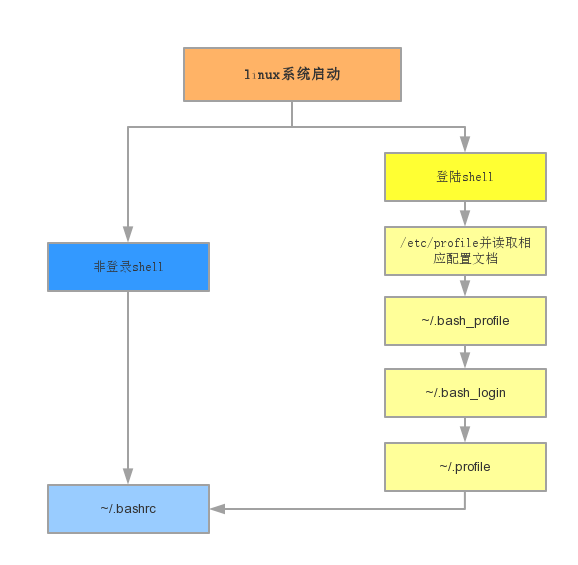 linux系统启动
登陆shell
/etc/profile并读取相
应配置文档
非登录shell
~/.bash_profile
~/.bash_login
~/.profile
~/.bashrc